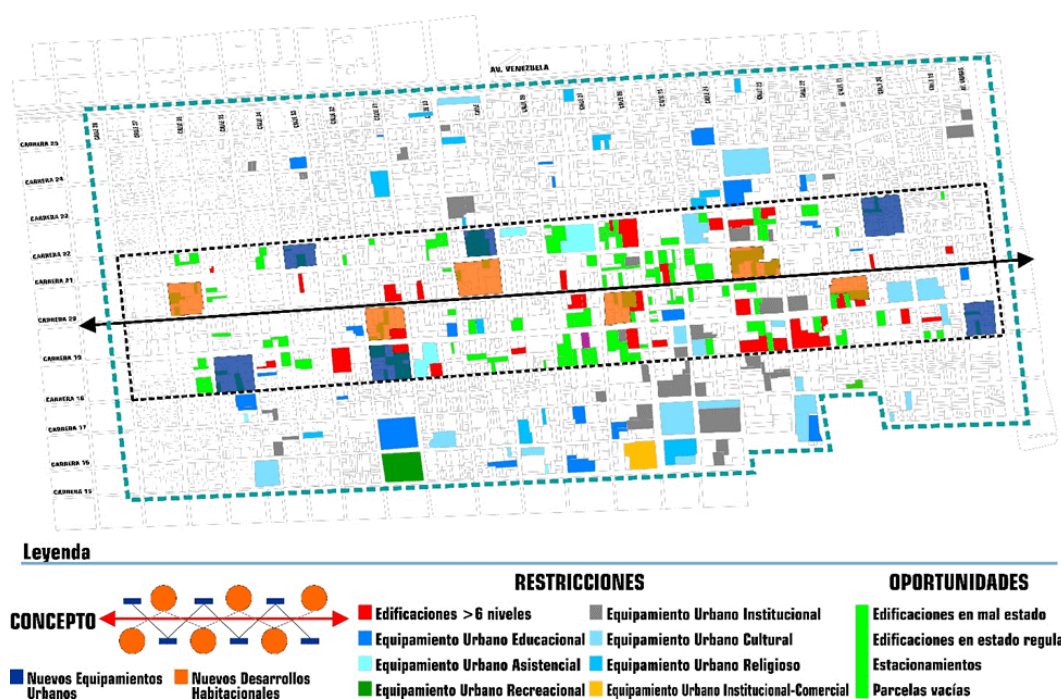 AV. VENEZUELA
CARRERA 25
CARRERA 24
CARRERA 23
CARRERA 22
CARRERA 21
CARRERA 20
CARRERA 19
CARRERA 18
CARRERA 17
CARRERA 16
CARRERA 15
Leyenda
CONCEPTO
Nuevos Equipamientos
Urbanos
Nuevos Desarrollos
Habitacionales
RESTRICCIONES
Edificaciones >6 niveles
Equipamiento Urbano Educacional
Equipamiento Urbano Asistencial
Equipamiento Urbano Recreacional
Equipamiento Urbano Institucional
Equipamiento Urbano Cultural
Equipamiento Urbano Religioso
Equipamiento Urbano Institucional-Comercial
OPORTUNIDADES
Edificaciones en mal estado
Edificaciones en estado regula
Estacionamientos
Parcelas vacías